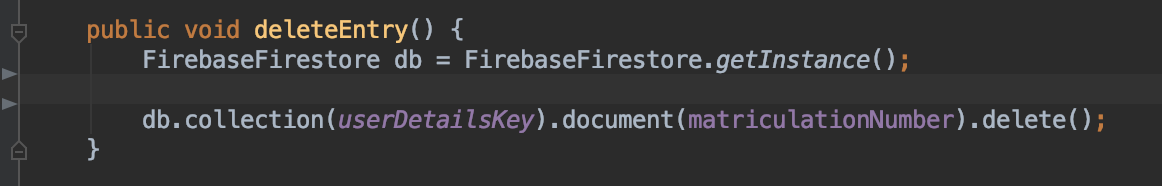 public void deleteEntry() {
FirebaseFirestore db = FirebaseFirestore.getInstance();
db.collection(userDetailsKey).document(matriculationNumber).delete();
}